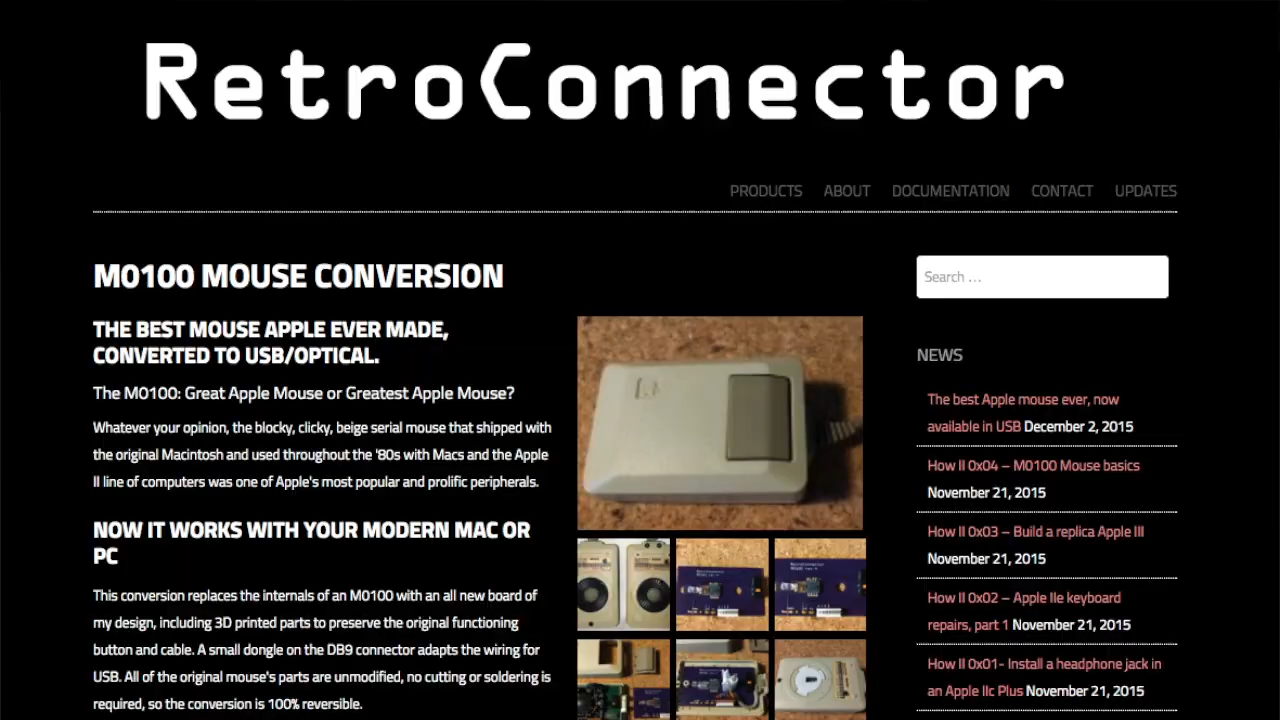 RetroConnector
PRODUCTS ABOUT DOCUMENTATION CONTACT UPDATES
M0100 MOUSE CONVERSION
THE BEST MOUSE APPLE EVER MADE,
CONVERTED TO USB/OPTICAL.
The M0100: Great Apple Mouse or Greatest Apple Mouse?
Whatever your opinion, the blocky, clicky, beige serial mouse that shipped with
the original Macintosh and used throughout the '80s with Macs and the Apple
II line of computers was one of Apple's most popular and prolific peripherals.
NOW IT WORKS WITH YOUR MODERN MAC OR
PC
This conversion replaces the internals of an M0100 with an all new board of
my design, including 3D printed parts to preserve the original functioning
button and cable. A small dongle on the DB9 connector adapts the wiring for
USB. All of the original mouse's parts are unmodified, no cutting or soldering is
required, so the conversion is 100% reversible.
Search …
NEWS
The best Apple mouse ever, now
available in USB December 2, 2015
How II 0x04 – M0100 Mouse basics
November 21, 2015
How II 0x03 – Build a replica Apple III
November 21, 2015
How II 0x02 – Apple IIe keyboard
repairs, part 1 November 21, 2015
How II 0x01- Install a headphone jack in
an Apple IIc Plus November 21, 2015